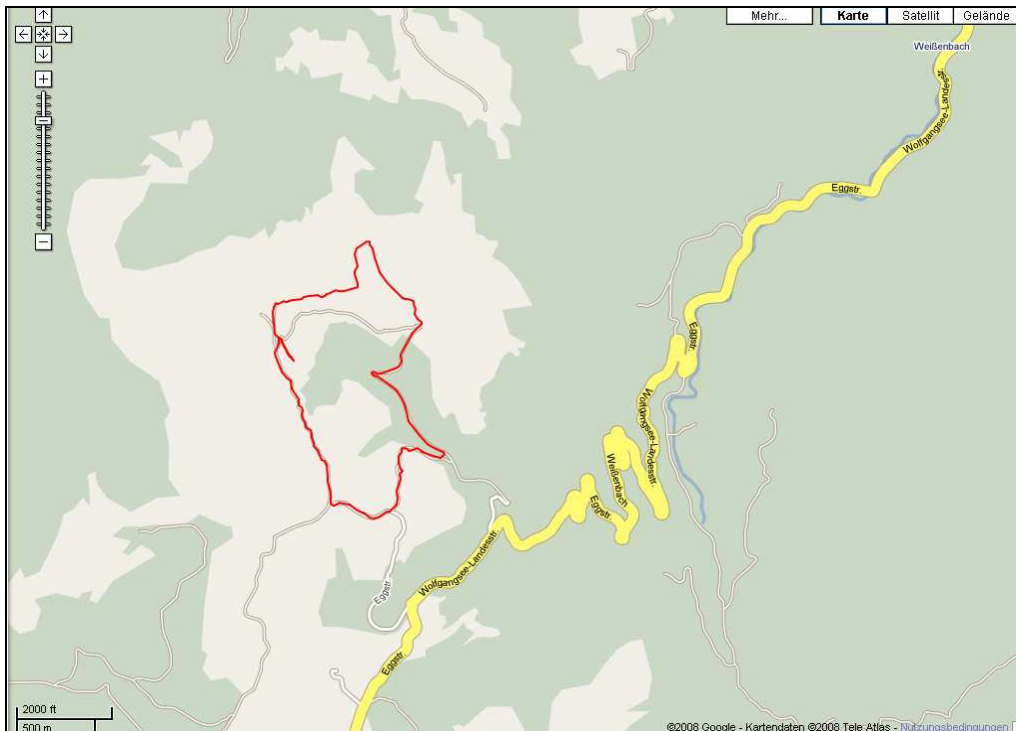 Mehr...
Karte
Satellit
Gelände
Weißenbach
Wolfgangsee-Landess
Eggstr.
Eggstr.
Wolfgangsee-Landesstr.
Weißenbach
Eggstr.
Wolfgangsee-Landesstr.
Eggstr.
Eggstr.
2000 ft
500 m
©2008 Google - Kartendaten ©2008 Tele Atlas - Nutzungsbedingungen